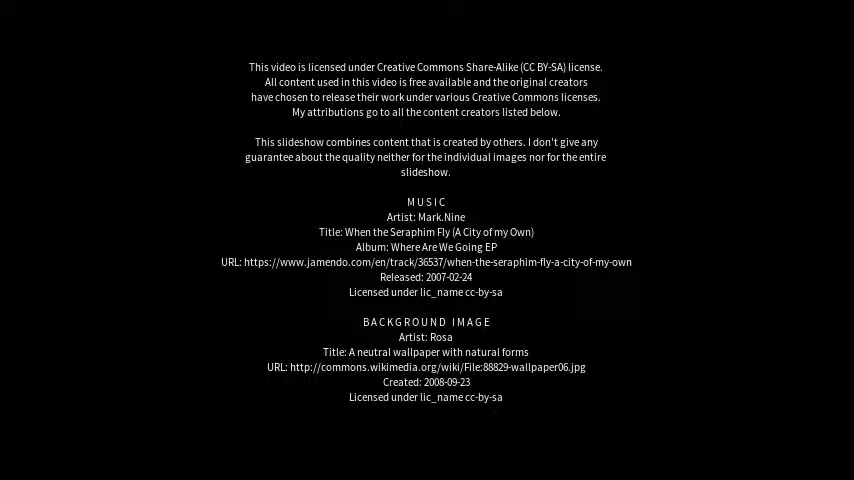 This video is licensed under Creative Commons Share-Alike (CC BY-SA) license.
All content used in this video is free available and the original creators
have chosen to release their work under various Creative Commons licenses.
My attributions go to all the content creators listed below.
This slideshow combines content that is created by others. I don't give any
guarantee about the quality neither for the individual images nor for the entire
slideshow.
MUSIC
Artist: Mark.Nine
Title: When the Seraphim Fly (A City of my Own)
Album: Where Are We Going EP
URL: https://www.jamendo.com/en/track/36537/when-the-seraphim-fly-a-city-of-my-own
Released: 2007-02-24
Licensed under lic_name cc-by-sa
BACKGROUND IMAGE
Artist: Rosa
Title: A neutral wallpaper with natural forms
URL: http://commons.wikimedia.org/wiki/File:88829-wallpaper06.jpg
Created: 2008-09-23
Licensed under lic_name cc-by-sa